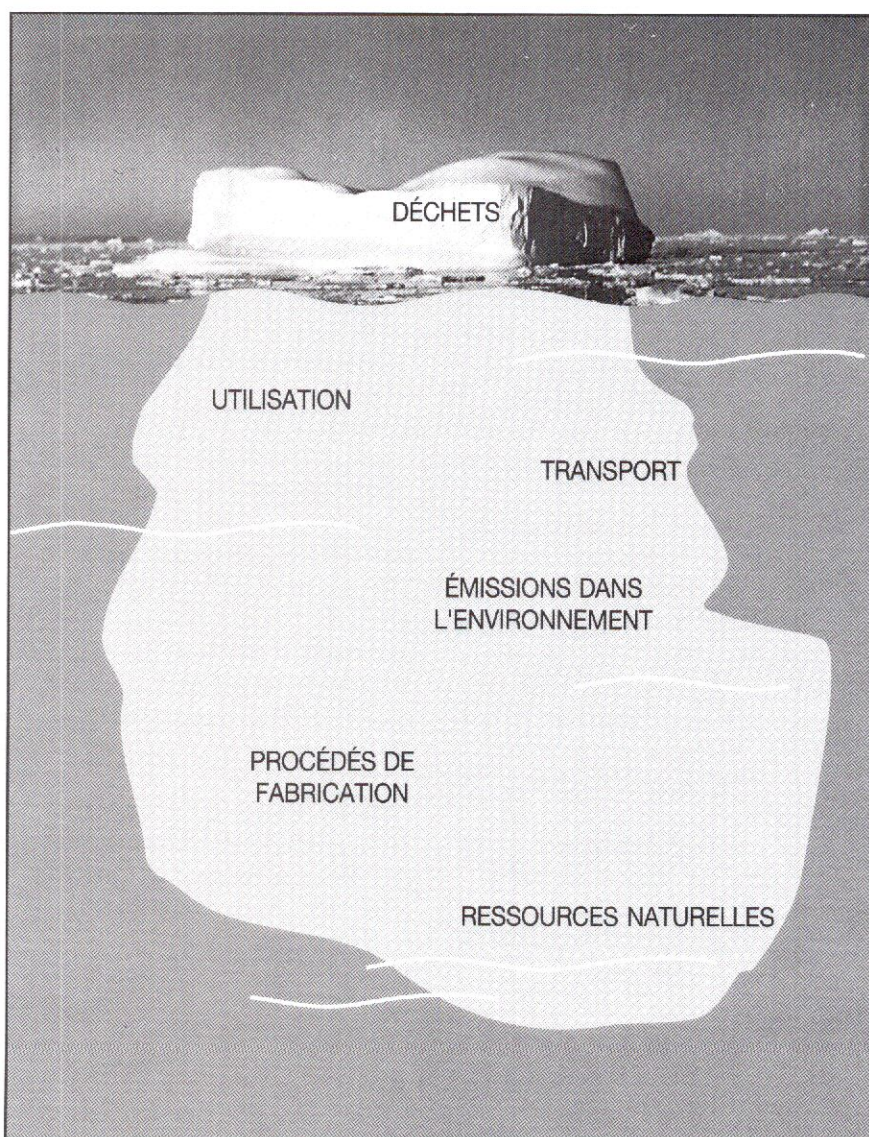 DÉCHETS
UTILISATION
TRANSPORT
ÉMISSIONS DANS
L'ENVIRONNEMENT
PROCÉDÉS DE
FABRICATION
RESSOURCES NATURELLES